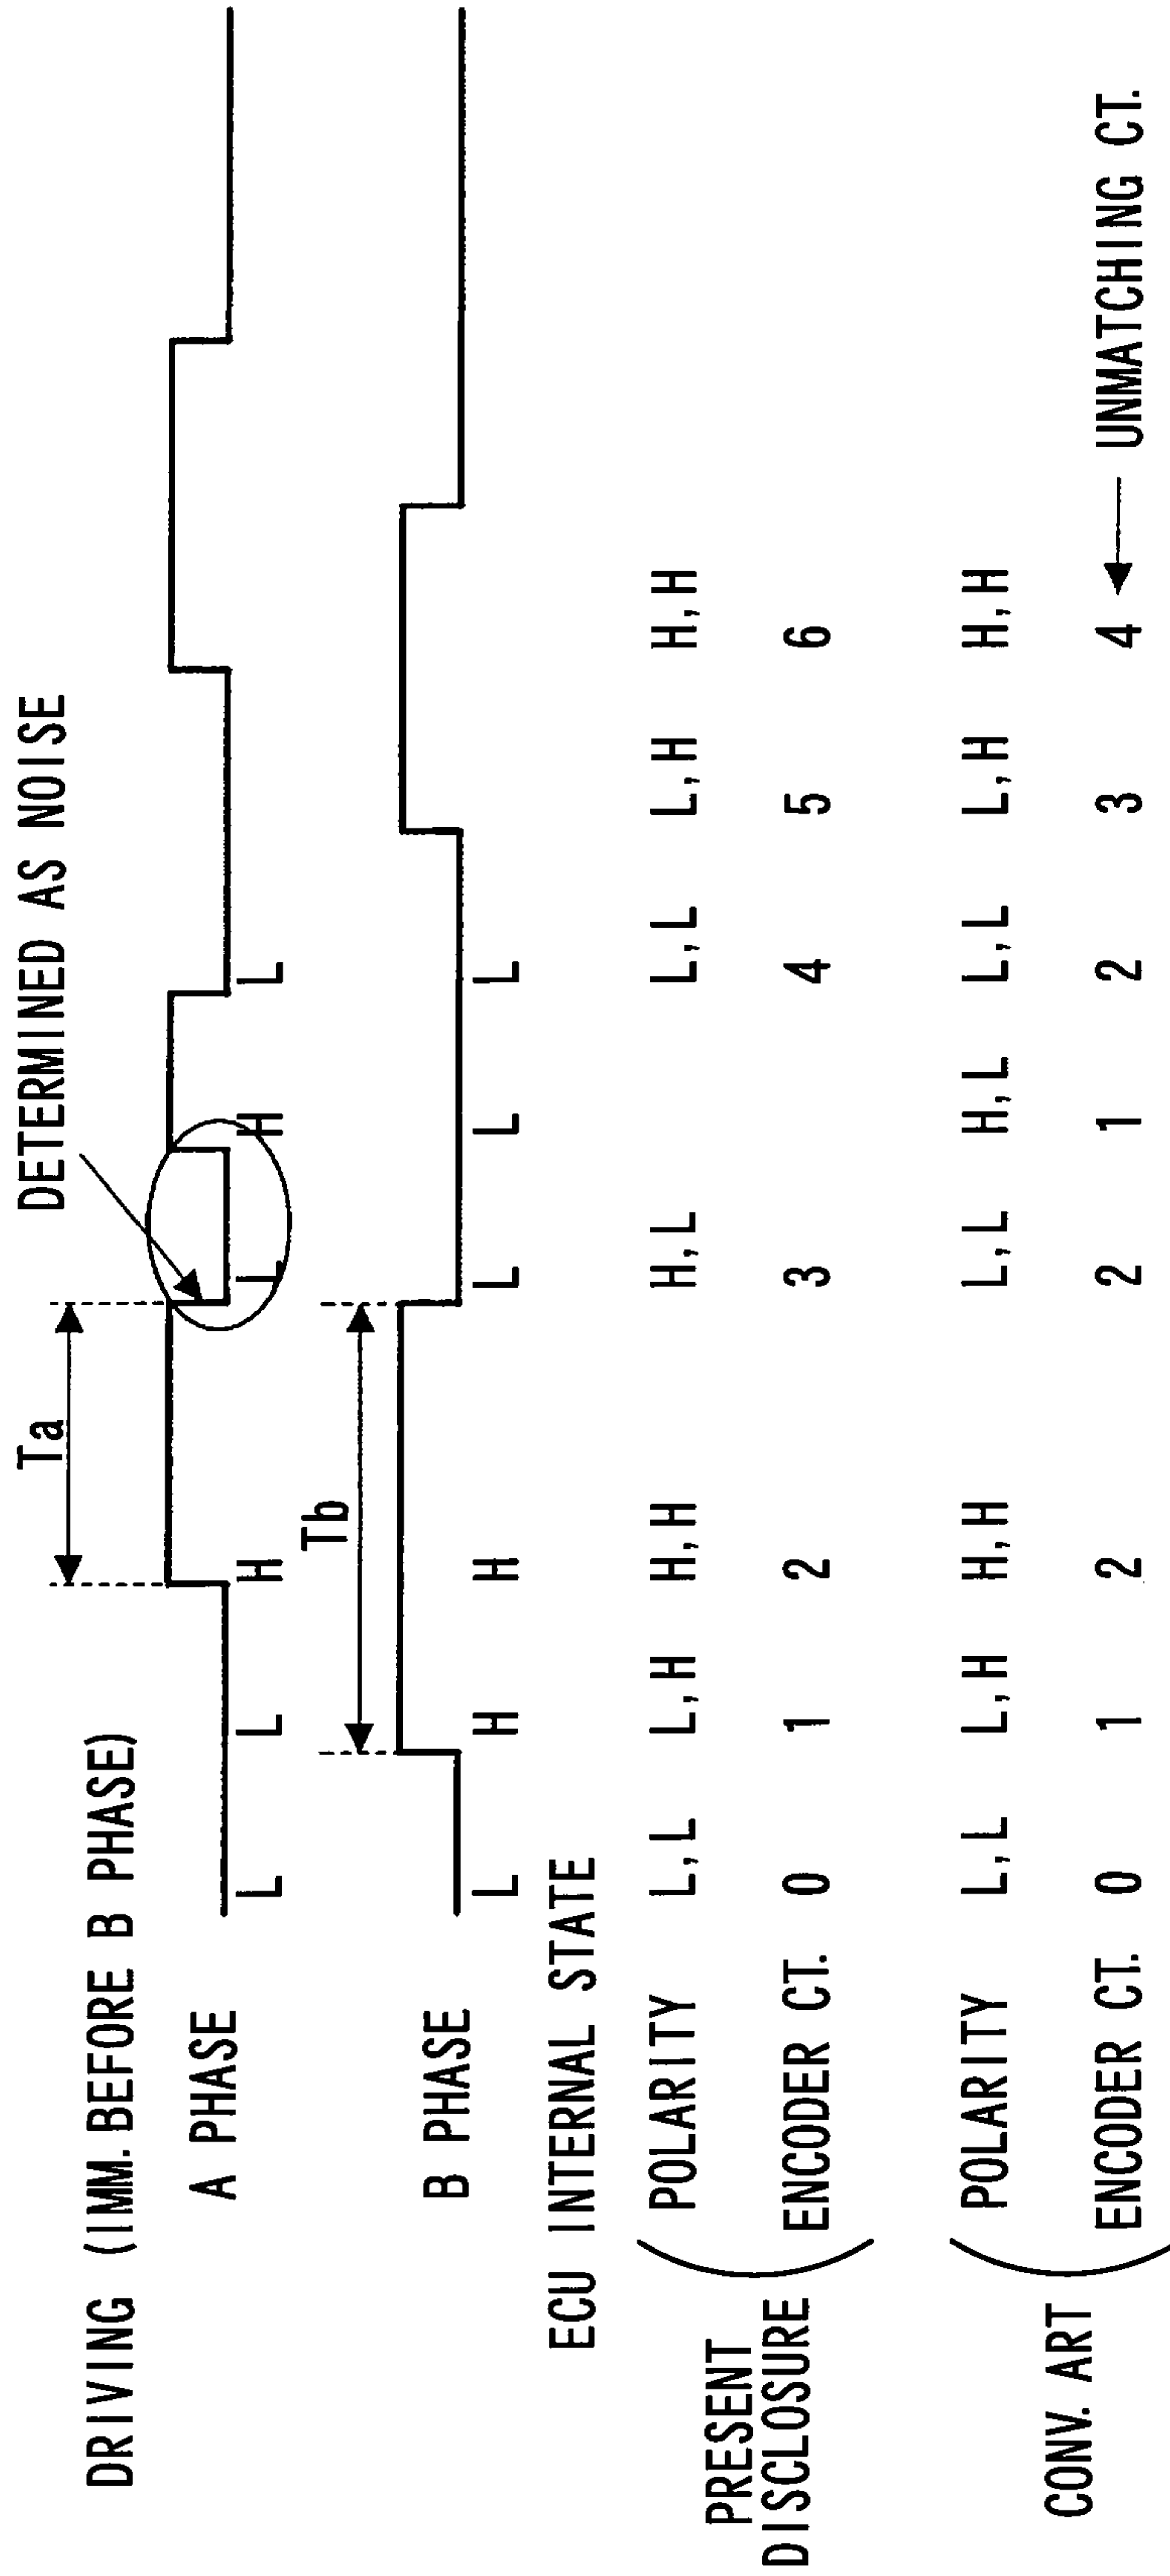 DETERMINED AS NOISE
Ta
DRIVING (IMM. BEFORE B PHASE)
A PHASE
L L H L H L
Tb
B PHASE
L H H L L L
ECU INTERNAL STATE
PRESENT
DISCLOSURE
POLARITY L,L L,H H,H H,L L,L L,H H,H
ENCODER CT. 0 1 2 3 4 5 6
CONV. ART
POLARITY L,L L,H H,H L,L H,L L,L L,H H,H
ENCODER CT. 0 1 2 2 1 2 3 4 UNMATCHING CT.